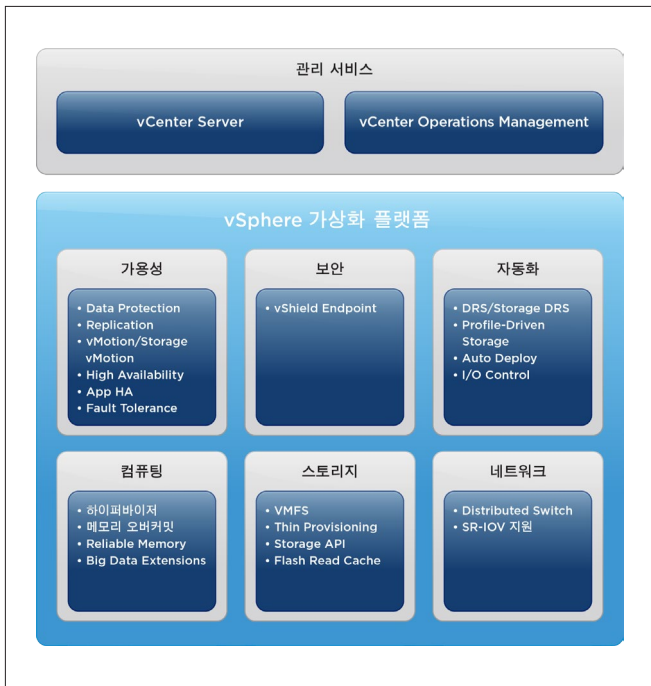 관리 서비스
vCenter Server
vCenter Operations Management
vSphere 가상화 플랫폼
가용성
• Data Protection
• Replication
• vMotion/Storage
vMotion
• High Availability
• App HA
• Fault Tolerance
보안
• vShield Endpoint
자동화
• DRS/Storage DRS
• Profile-Driven
Storage
• Auto Deploy
• I/O Control
컴퓨팅
• 하이퍼바이저
• 메모리 오버커밋
• Reliable Memory
• Big Data Extensions
스토리지
• VMFS
• Thin Provisioning
• Storage API
• Flash Read Cache
네트워크
• Distributed Switch
• SR-IOV 지원